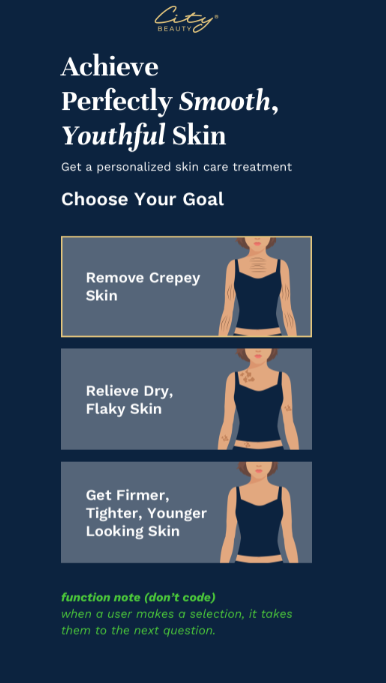 City®
BEAUTY
Achieve
Perfectly Smooth,
Youthful Skin
Get a personalized skin care treatment
Choose Your Goal
Remove Crepey
Skin
Relieve Dry,
Flaky Skin
Get Firmer,
Tighter, Younger
Looking Skin
function note (don’t code)
when a user makes a selection, it takes
them to the next question.